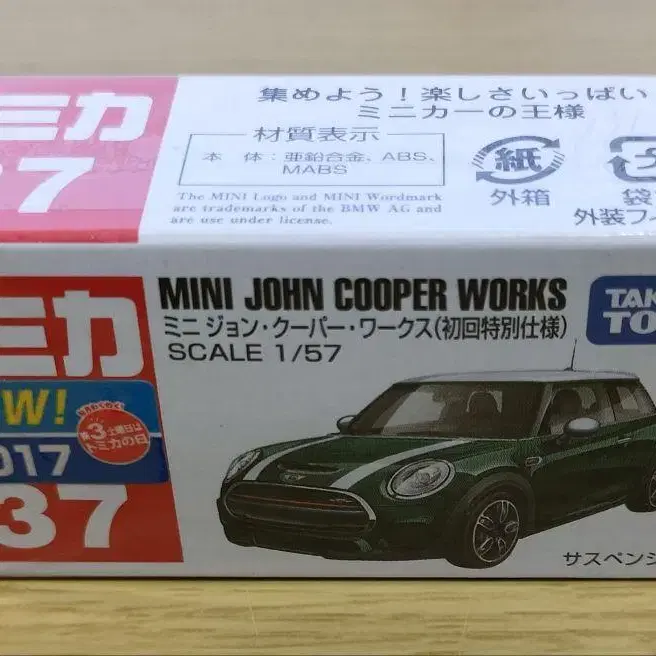 ミカ
37
集めよう!楽しさいっぱい
ミニカーの王様
材質表示
本 体:亜鉛合金、ABS、
MABS
The MINI Logo and MINI Wordmark
are trademarks of the BMW AG and
are use under license.
紙
外箱
袋
外装フィ
ミカ
W!
017
第3土曜日は
トミカの日
37
MINI JOHN COOPER WORKS
ミニ ジョン・クーパー・ワークス(初回特別仕様)
SCALE 1/57
TAK
TO
サスペンシ